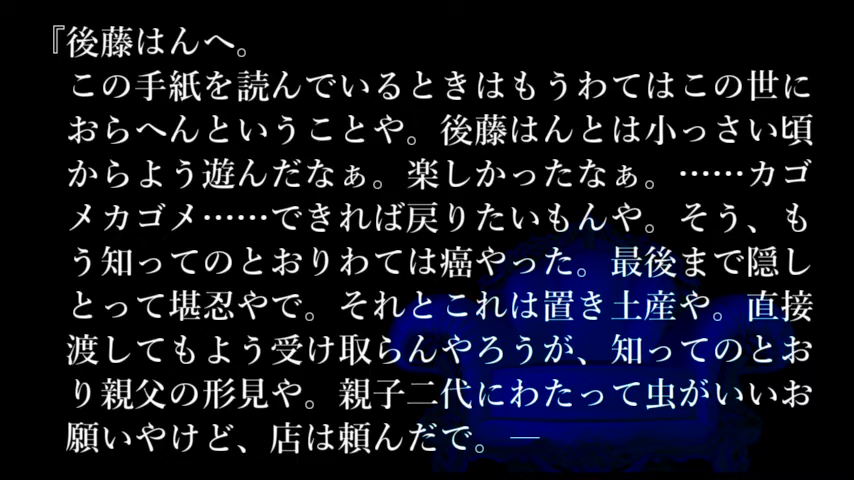 『後藤はんへ。
この手紙を読んでいるときはもうわてはこの世に
おらへんということや。後藤はんとは小っさい頃
からよう遊んだなぁ。楽しかったなぁ。……カゴ
メカゴメ……できれば戻りたいもんや。そう、も
う知ってのとおりわては癌やった。最後まで隠し
とって堪忍やで。それとこれは置き土産や。直接
渡してもよう受け取らんやろうが、知ってのとお
り親父の形見や。親子二代にわたって虫がいいお
願いやけど、店は頼んだで。―